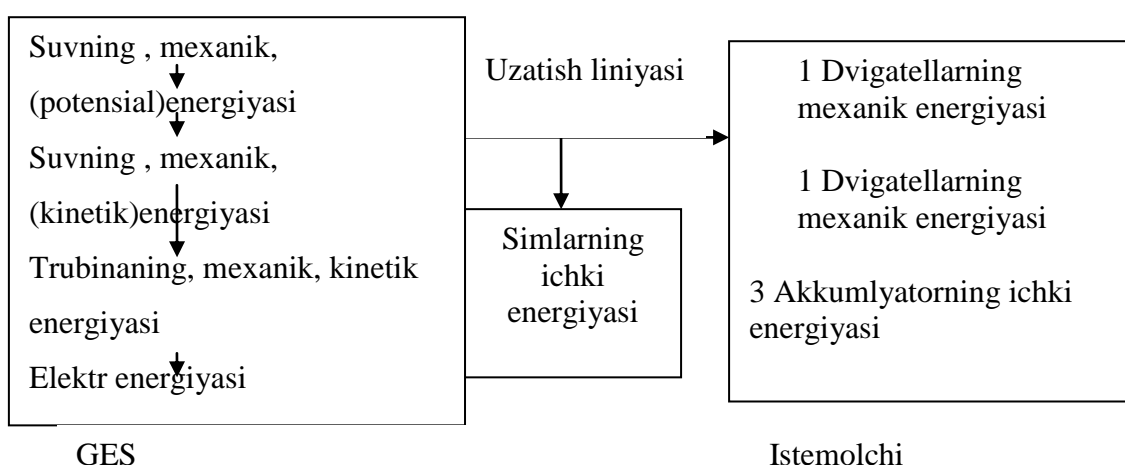 Suvning , mexanik,
(potensial)energiyasi
Suvning , mexanik,
(kinetik)energiyasi
Trubinaning, mexanik, kinetik
energiyasi
Elektr energiyasi
GES
Uzatish liniyasi
Simlarning
ichki
energiyasi
1 Dvigatellarning
mexanik energiyasi
1 Dvigatellarning
mexanik energiyasi
3 Akkumlyatorning ichki
energiyasi
Istemolchi